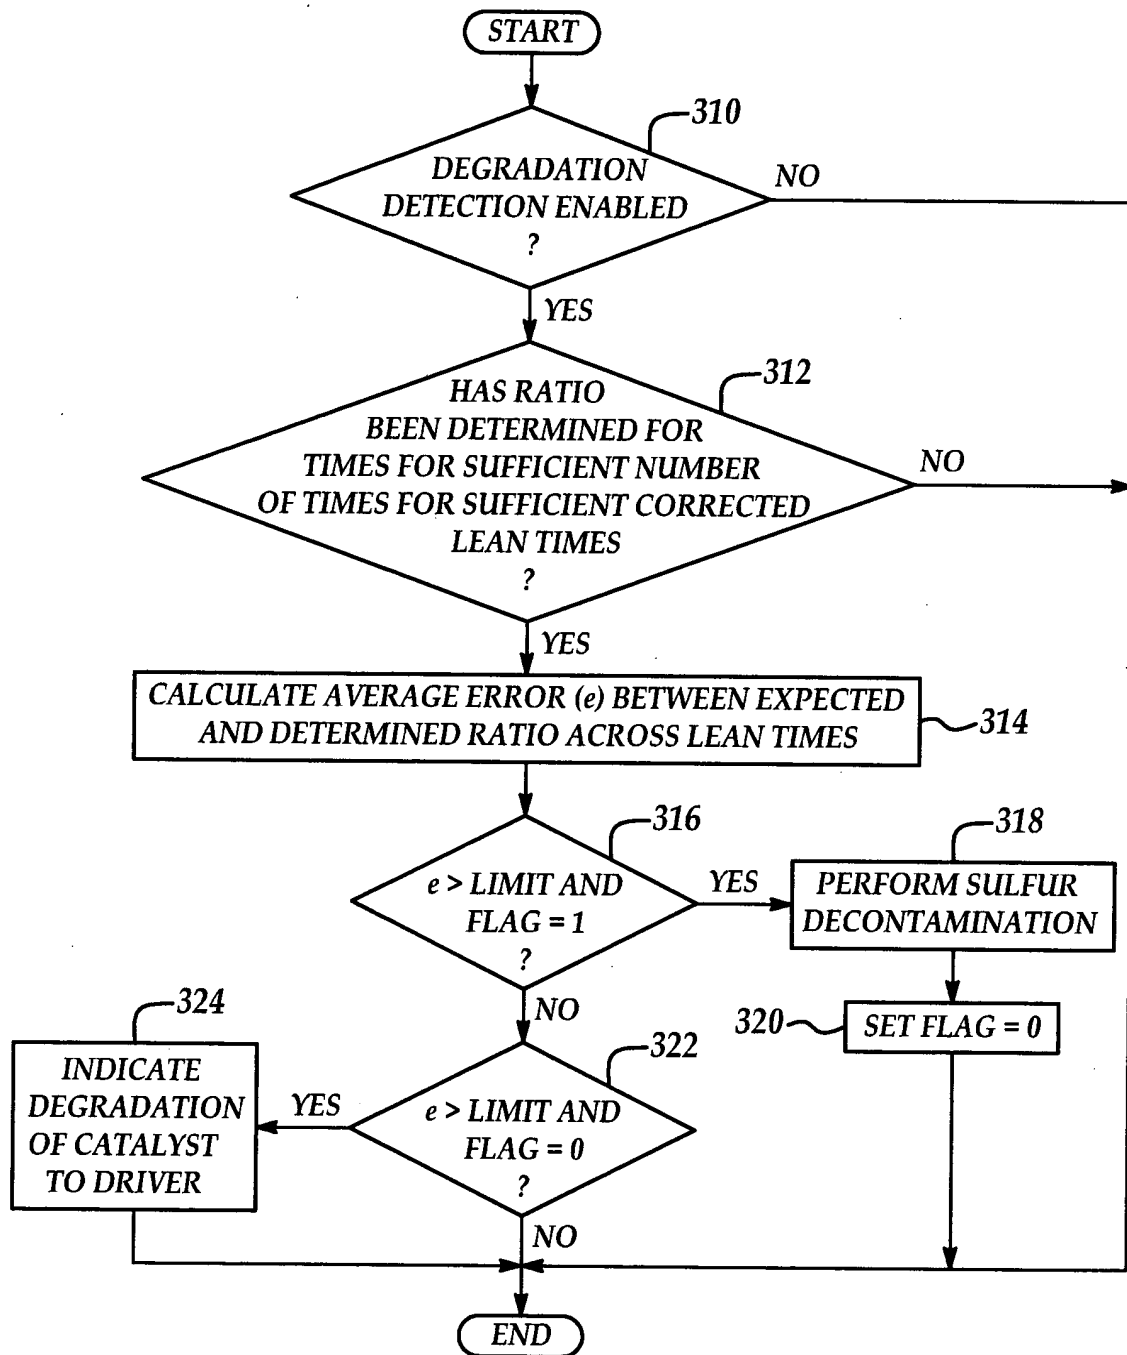 START
310
DEGRADATION
DETECTION ENABLED
?
NO
YES
312
HAS RATIO
BEEN DETERMINED FOR
TIMES FOR SUFFICIENT NUMBER
OF TIMES FOR SUFFICIENT CORRECTED
LEAN TIMES
?
NO
YES
CALCULATE AVERAGE ERROR (e) BETWEEN EXPECTED
AND DETERMINED RATIO ACROSS LEAN TIMES
314
316
e > LIMIT AND
FLAG = 1
?
YES
318
PERFORM SULFUR
DECONTAMINATION
NO
320
SET FLAG = 0
322
e > LIMIT AND
FLAG = 0
?
YES
324
INDICATE
DEGRADATION
OF CATALYST
TO DRIVER
NO
END